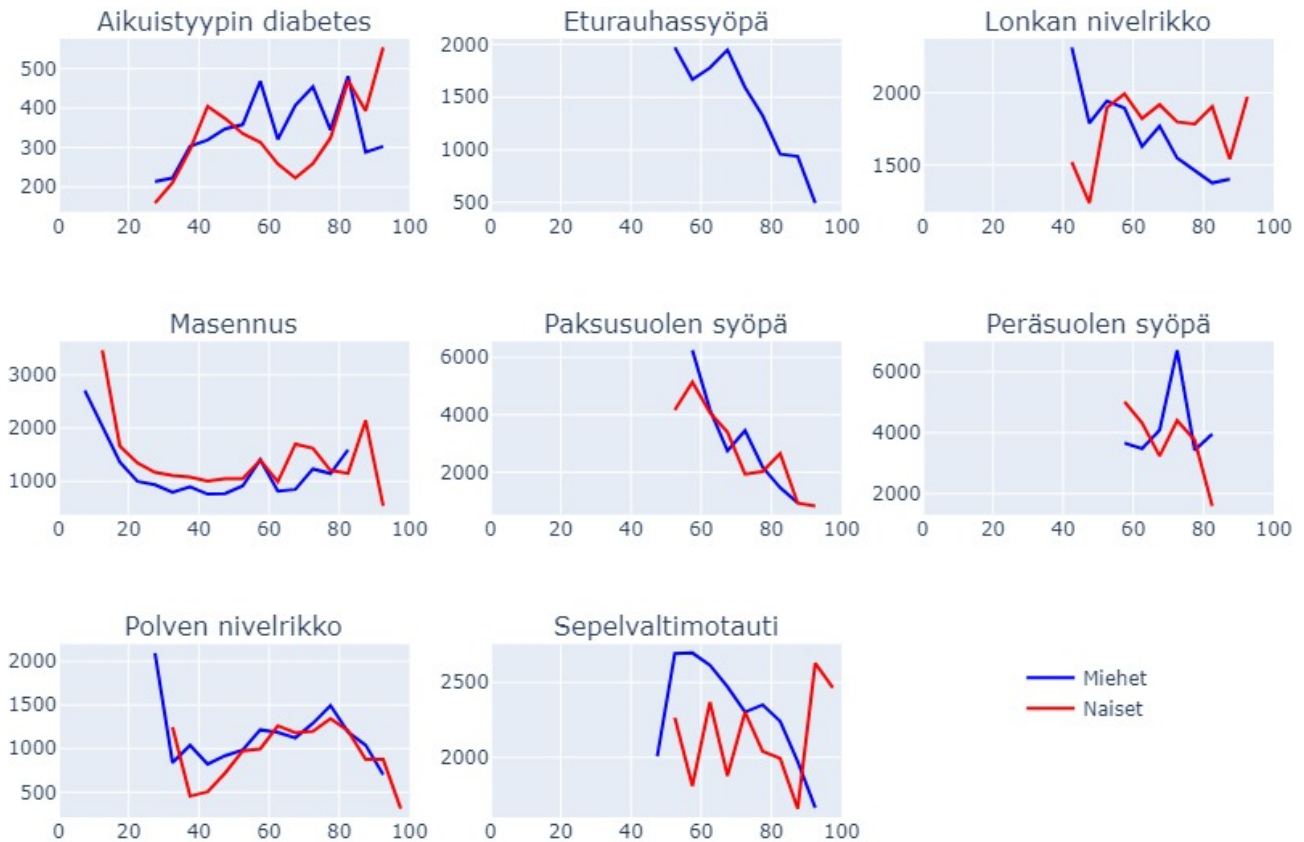 Aikuistyypin diabetes
500
400
300
200
0 20 40 60 80 100
Eturauhassyöpä
2000
1500
1000
500
0 20 40 60 80 100
Lonkan nivelrikko
2000
1500
0 20 40 60 80 100
Masennus
3000
2000
1000
0 20 40 60 80 100
Paksusuolen syöpä
6000
4000
2000
0 20 40 60 80 100
Peräsuolen syöpä
6000
4000
2000
0 20 40 60 80 100
Polven nivelrikko
2000
1500
1000
500
0 20 40 60 80 100
Sepelvaltimotauti
2500
2000
0 20 40 60 80 100
Miehet
Naiset